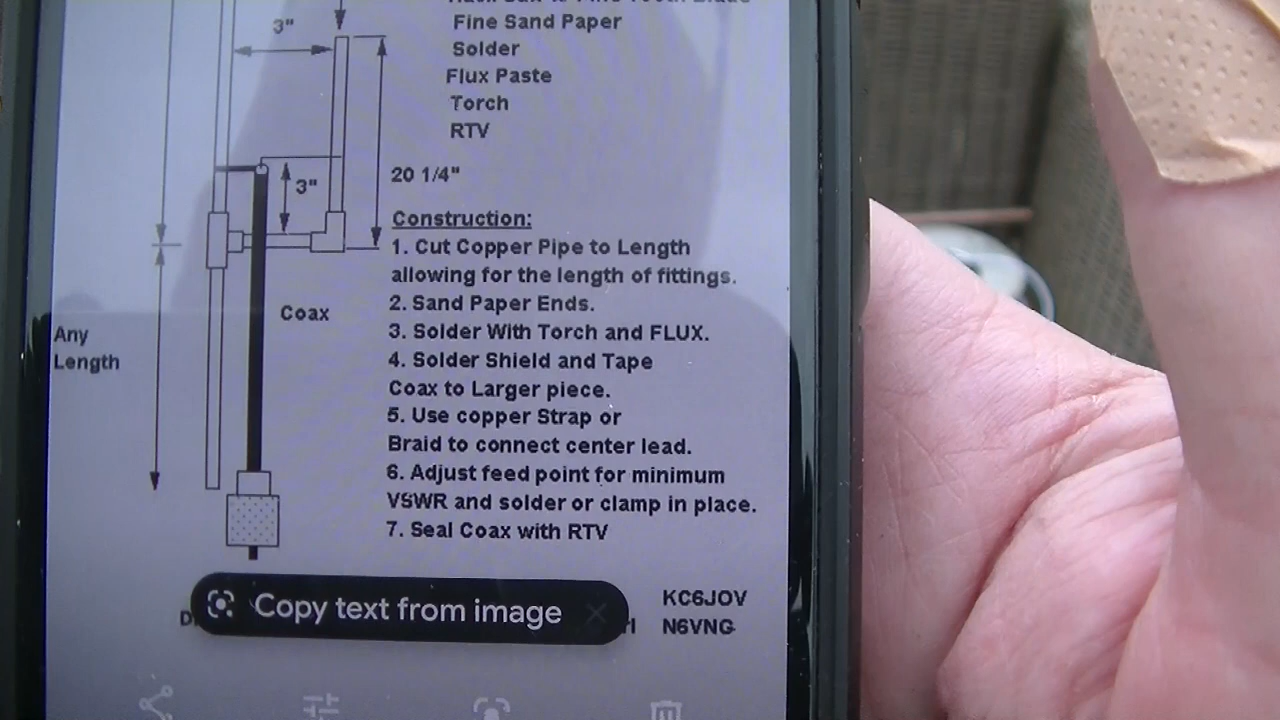 3"
Fine Sand Paper
Solder
Flux Paste
Torch
RTV
20 1/4"
3"
Construction:
1. Cut Copper Pipe to Length
allowing for the length of fittings.
2. Sand Paper Ends.
Coax
3. Solder With Torch and FLUX.
Any
Length
4. Solder Shield and Tape
Coax to Larger piece.
5. Use copper Strap or
Braid to connect center lead.
6. Adjust feed point for minimum
VSWR and solder or clamp in place.
7. Seal Coax with RTV
Copy text from image
KC6JOV
N6VNG